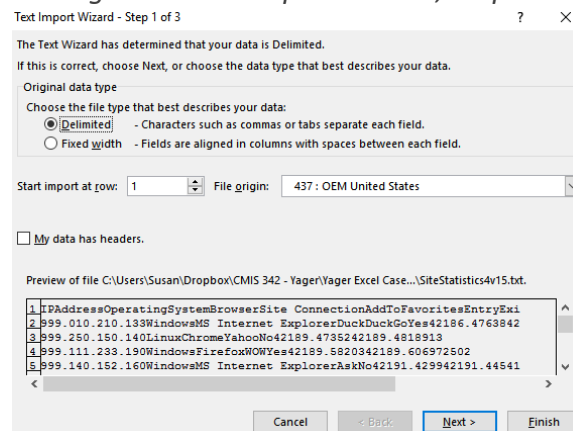 Text Import Wizard - Step 1 of 3 ? ×
The Text Wizard has determined that your data is Delimited.
If this is correct, choose Next, or choose the data type that best describes your data.
Original data type
Choose the file type that best describes your data:
Delimited - Characters such as commas or tabs separate each field.
Fixed width - Fields are aligned in columns with spaces between each field.
Start import at row: 1 File origin: 437 : OEM United States
My data has headers.
Preview of file C:\Users\Susan\Dropbox\CMIS 342 - Yager\Yager Excel Case...\SiteStatistics4v15.txt.
1 IPAddressOperatingSystemBrowserSite ConnectionAddToFavoritesEntryExi
2 999.010.210.133WindowsMS Internet ExplorerDuckDuckGoYes42186.4763842
3 999.250.150.140LinuxChromeYahooNo42189.4735242189.4818913
4 999.111.233.190WindowsFirefoxWOWYes42189.5820342189.606972502
5 999.140.152.160WindowsMS Internet ExplorerAskNo42191.429942191.44541
Cancel < Back Next > Finish